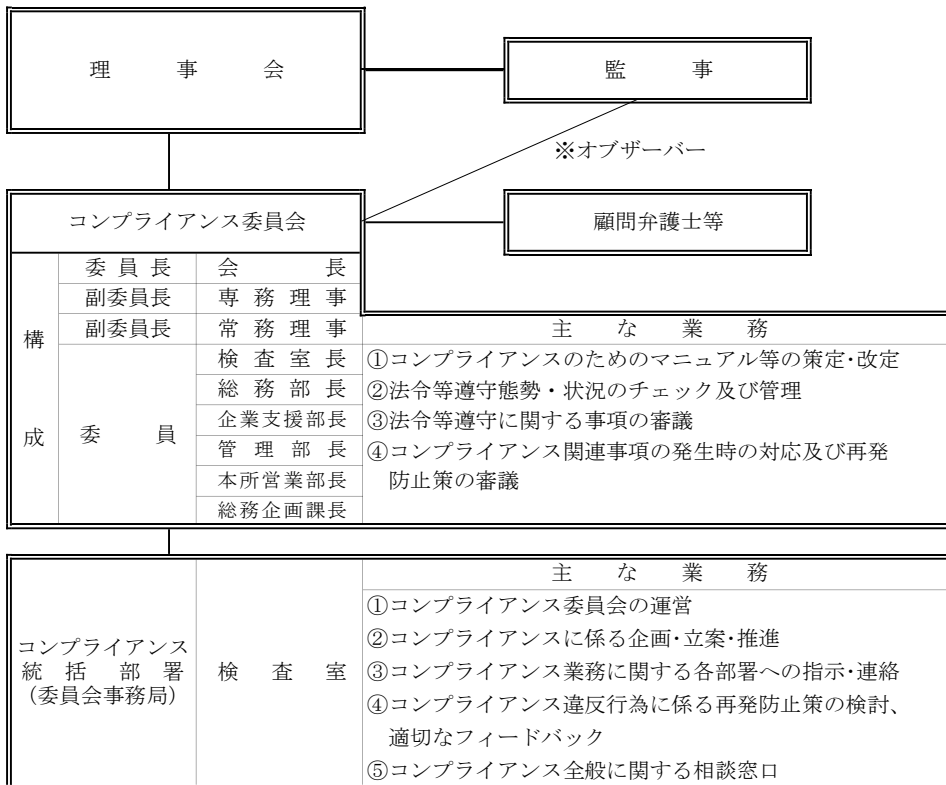 理事会
監事
※オブザーバー
コンプライアンス委員会
顧問弁護士等
構成
委員長 会長
副委員長 専務理事
副委員長 常務理事
委員
検査室長
総務部長
企業支援部長
管理部長
本所営業部長
総務企画課長
主な業務
①コンプライアンスのためのマニュアル等の策定・改定
②法令等遵守態勢・状況のチェック及び管理
③法令等遵守に関する事項の審議
④コンプライアンス関連事項の発生時の対応及び再発
防止策の審議
コンプライアンス
統括部署
(委員会事務局)
検査室
主な業務
①コンプライアンス委員会の運営
②コンプライアンスに係る企画・立案・推進
③コンプライアンス業務に関する各部署への指示・連絡
④コンプライアンス違反行為に係る再発防止策の検討、
適切なフィードバック
⑤コンプライアンス全般に関する相談窓口